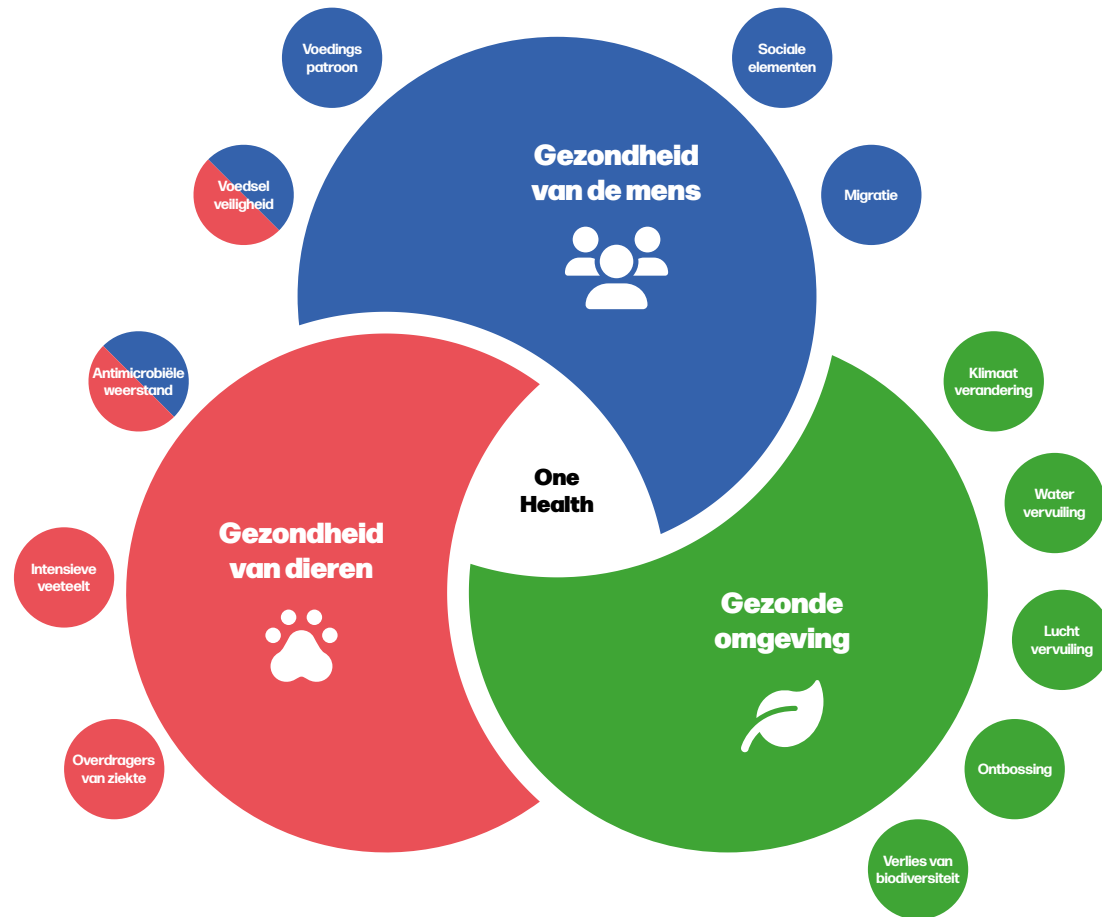 Voedings
patroon
Sociale
elementen
Gezondheid
van de mens
Voedsel
veiligheid
Migratie
Antimicrobiële
weerstand
Klimaat
verandering
One
Health
Water
vervuiling
Gezondheid
van dieren
Intensieve
veeteelt
Gezonde
omgeving
Lucht
vervuiling
Overdragers
van ziekte
Ontbossing
Verlies van
biodiversiteit